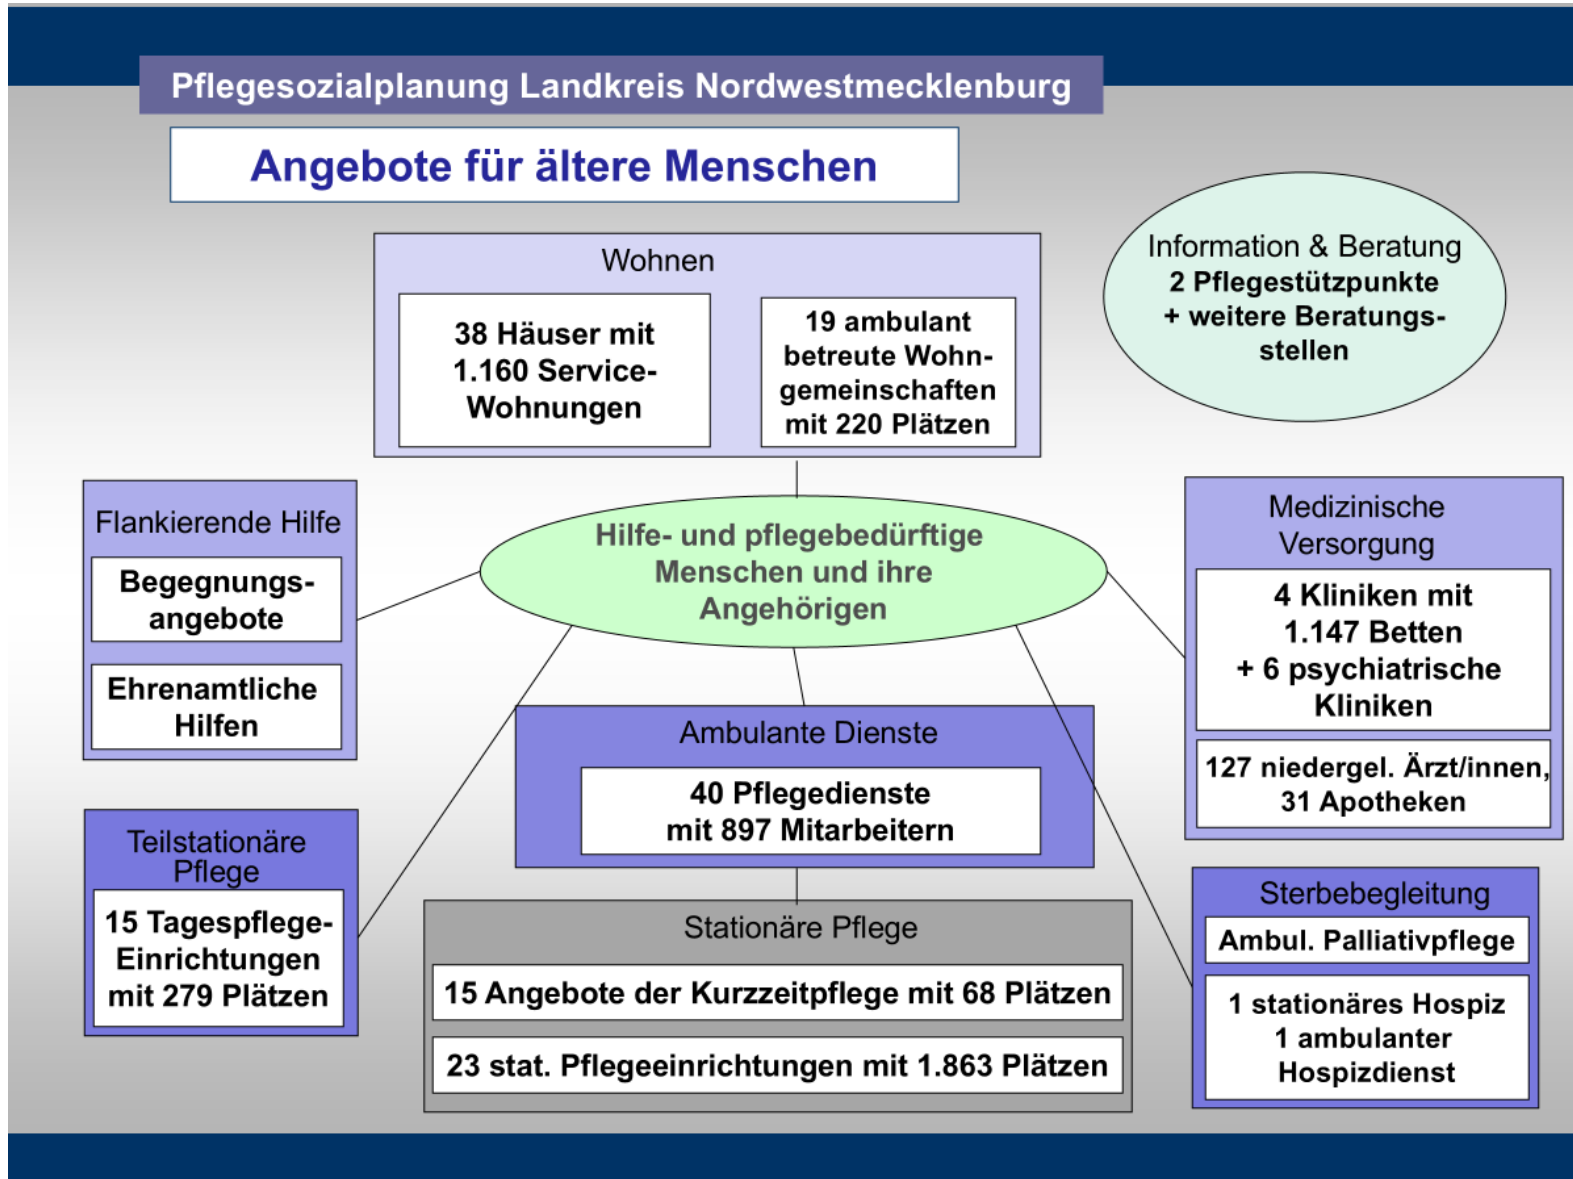 Pflegesozialplanung Landkreis Nordwestmecklenburg
Angebote für ältere Menschen
Information & Beratung
2 Pflegestützpunkte
+ weitere Beratungs-
stellen
Wohnen
38 Häuser mit
1.160 Service-
Wohnungen
19 ambulant
betreute Wohn-
gemeinschaften
mit 220 Plätzen
Flankierende Hilfe
Begegnungs-
angebote
Ehrenamtliche
Hilfen
Hilfe- und pflegebedürftige
Menschen und ihre
Angehörigen
Medizinische
Versorgung
4 Kliniken mit
1.147 Betten
+ 6 psychiatrische
Kliniken
127 niedergel. Ärzt/innen,
31 Apotheken
Ambulante Dienste
40 Pflegedienste
mit 897 Mitarbeitern
Teilstationäre
Pflege
15 Tagespflege-
Einrichtungen
mit 279 Plätzen
Stationäre Pflege
15 Angebote der Kurzzeitpflege mit 68 Plätzen
23 stat. Pflegeeinrichtungen mit 1.863 Plätzen
Sterbebegleitung
Ambul. Palliativpflege
1 stationäres Hospiz
1 ambulanter
Hospizdienst